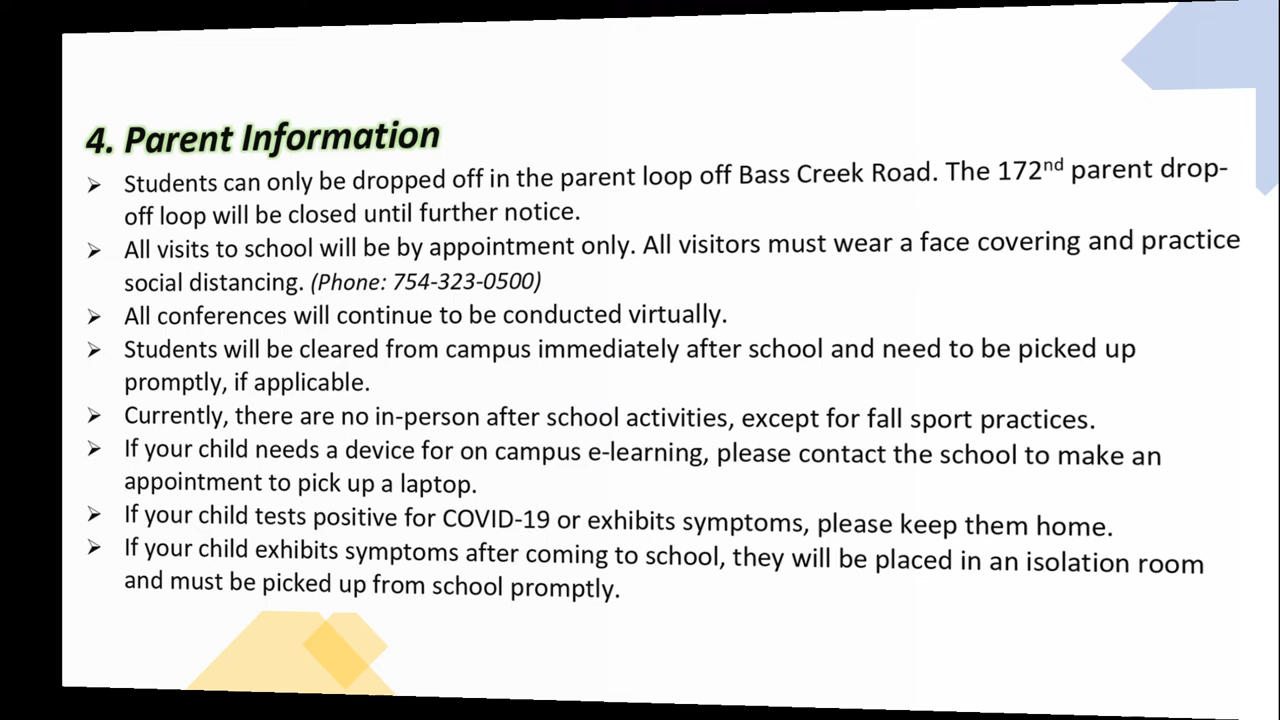 4. Parent Information
➢ Students can only be dropped off in the parent loop off Bass Creek Road. The 172nd parent drop-
off loop will be closed until further notice.
➢ All visits to school will be by appointment only. All visitors must wear a face covering and practice
social distancing. (Phone: 754-323-0500)
➢ All conferences will continue to be conducted virtually.
➢ Students will be cleared from campus immediately after school and need to be picked up
promptly, if applicable.
➢ Currently, there are no in-person after school activities, except for fall sport practices.
➢ If your child needs a device for on campus e-learning, please contact the school to make an
appointment to pick up a laptop.
➢ If your child tests positive for COVID-19 or exhibits symptoms, please keep them home.
➢ If your child exhibits symptoms after coming to school, they will be placed in an isolation room
and must be picked up from school promptly.